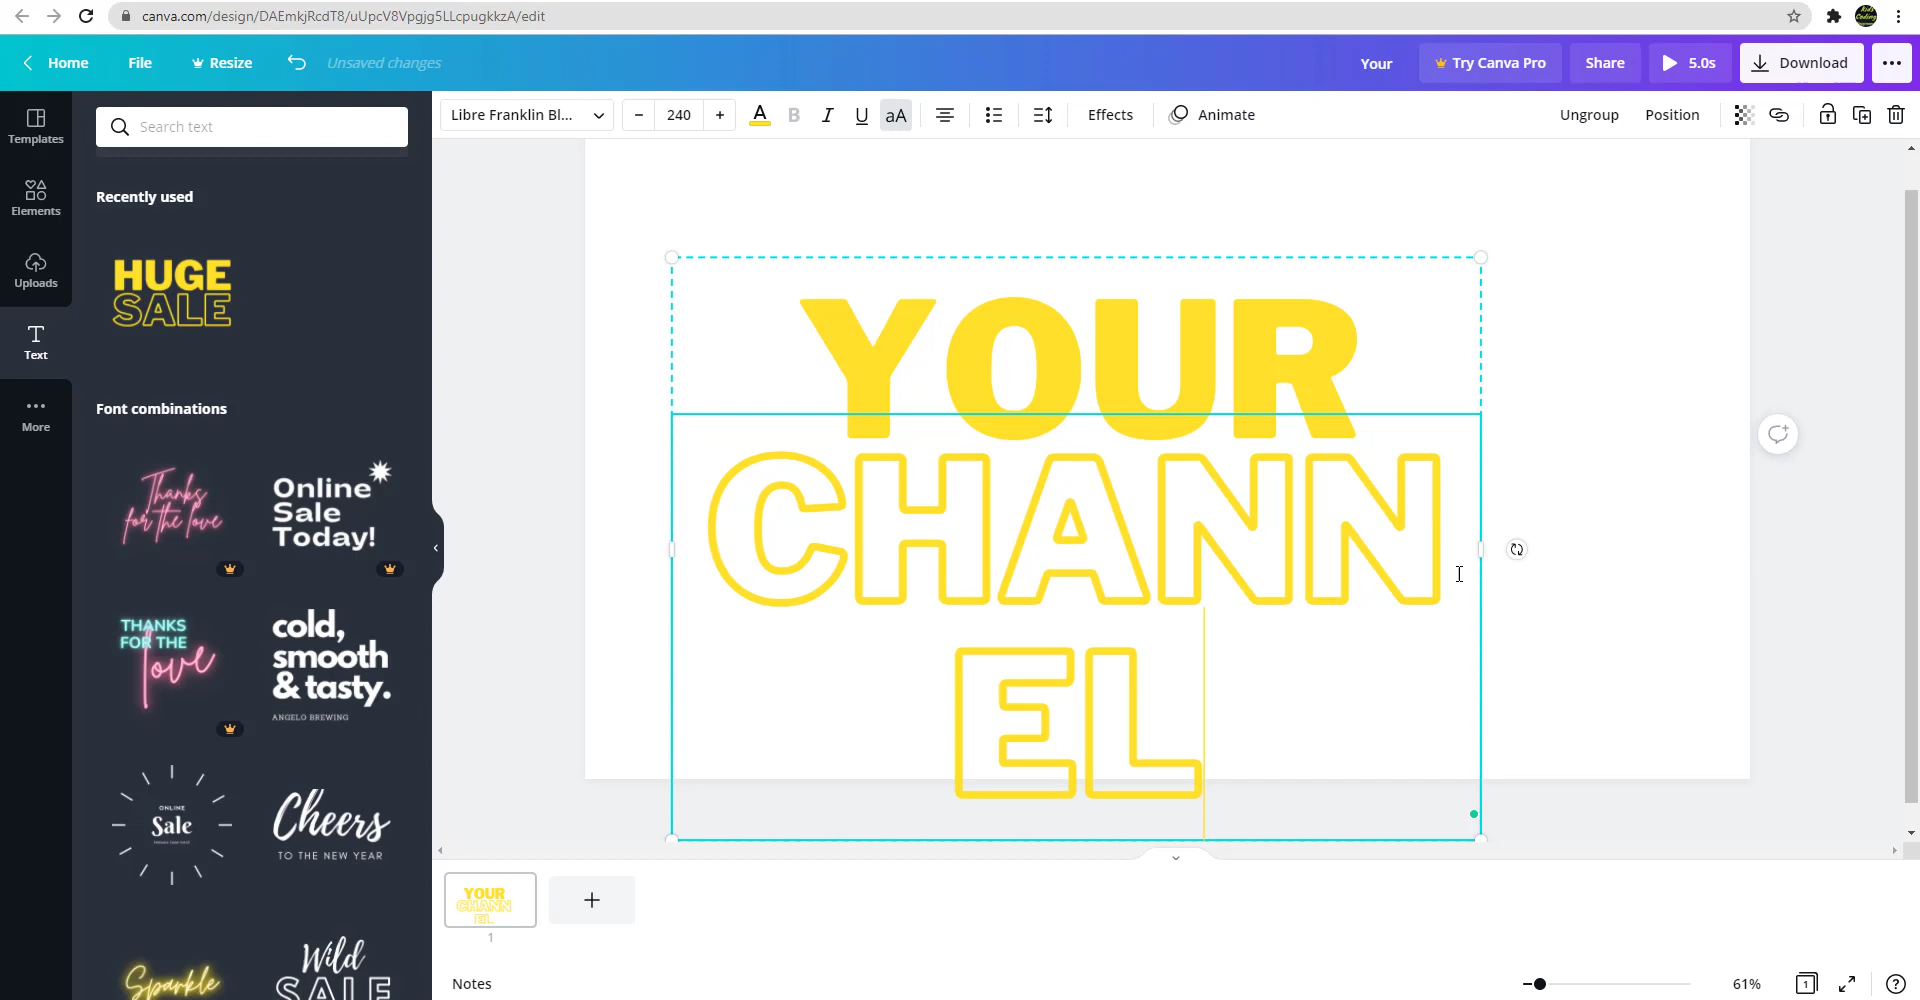 canva.com/design/DAEmkjRcdT8/uUpcV8Vpgjg5LLcpugkkzA/edit
Home
File
Resize
Unsaved changes
Your
Try Canva Pro
Share
5.0s
Download
Templates
Elements
Uploads
Text
More
Search text
Libre Franklin Bl...
240
A
B
I
U
aA
Effects
Animate
Ungroup
Position
Recently used
HUGE
SALE
Font combinations
Thanks
for the love
Online
Sale
Today!
THANKS
FOR THE
love
cold,
smooth
& tasty.
ANGELO BREWING
ONLINE
Sale
Cheers
TO THE NEW YEAR
Sparkle
Wild
SALE
YOUR
CHANN
EL
YOUR
CHANN
EL
1
Notes
61%
1